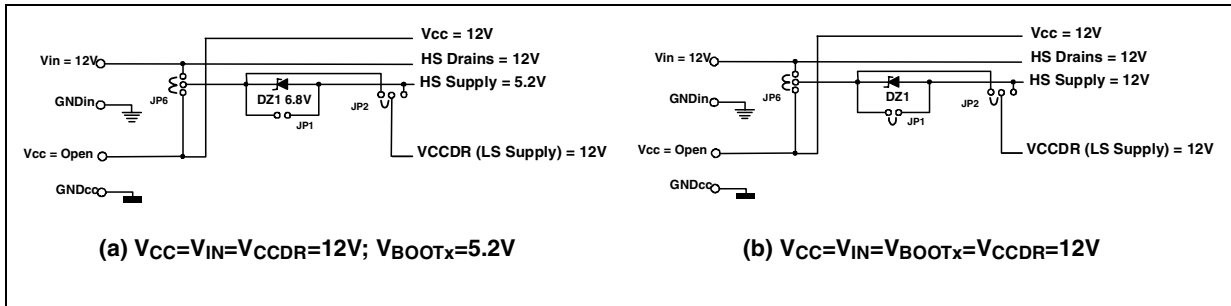 Vcc = 12V
Vin = 12V
HS Drains = 12V
HS Supply = 5.2V
JP6
DZ1 6.8V
JP2
GNDin
JP1
Vcc = Open
VCCDR (LS Supply) = 12V
GNDcc
(a) VCC=VIN=VCCDR=12V; VBOOTx=5.2V
Vcc = 12V
Vin = 12V
HS Drains = 12V
HS Supply = 12V
JP6
DZ1
JP2
GNDin
JP1
Vcc = Open
VCCDR (LS Supply) = 12V
GNDcc
(b) VCC=VIN=VBOOTx=VCCDR=12V